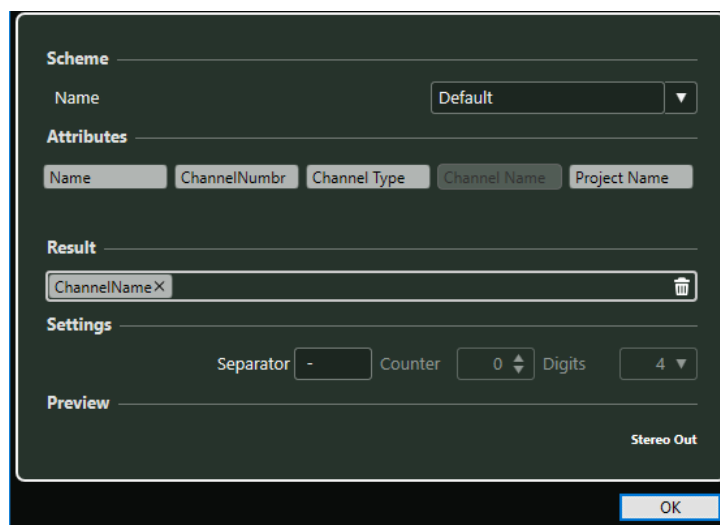 Scheme
Name Default
Attributes
Name ChannelNumbr Channel Type Channel Name Project Name
Result
ChannelName×
Settings
Separator - Counter 0 Digits 4
Preview
Stereo Out
OK